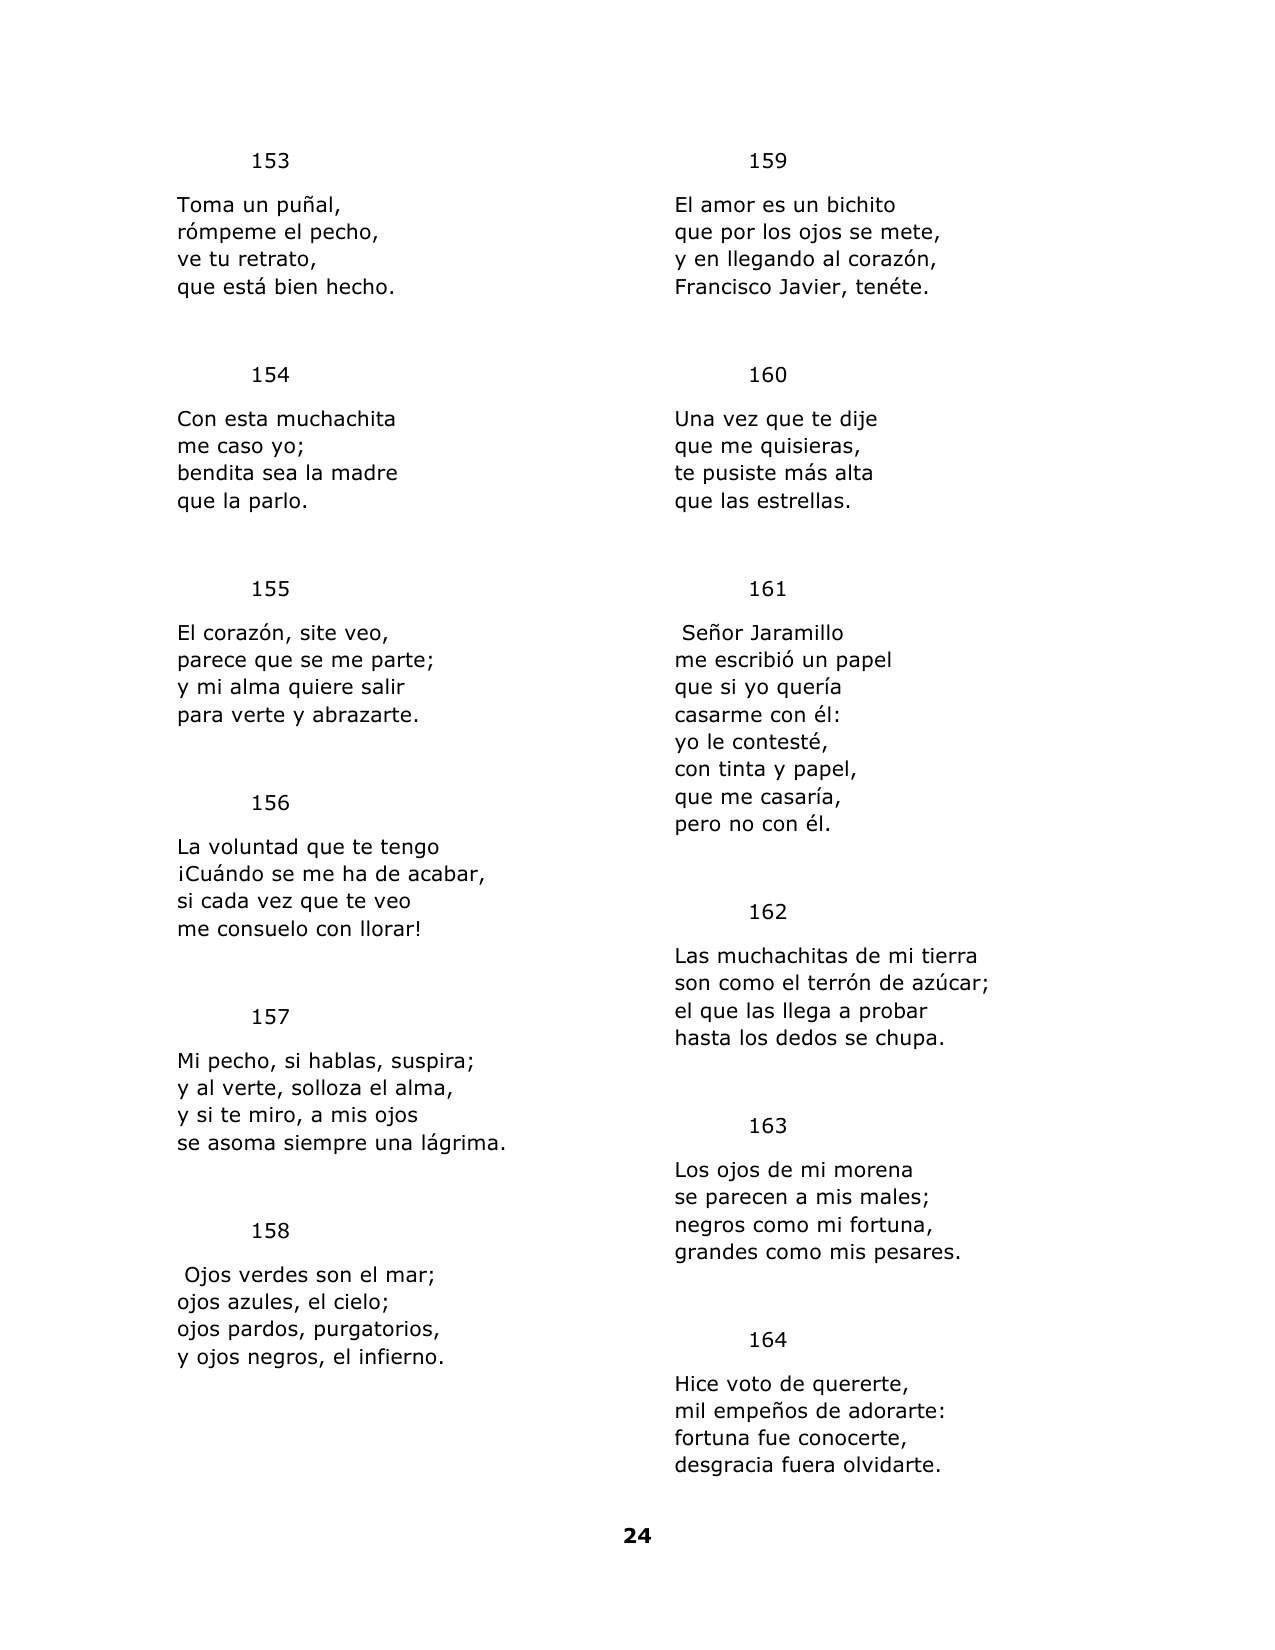 153
Toma un puñal,
rómpeme el pecho,
ve tu retrato,
que está bien hecho.
154
Con esta muchachita
me caso yo;
bendita sea la madre
que la parlo.
155
El corazón, site veo,
parece que se me parte;
y mi alma quiere salir
para verte y abrazarte.
156
La voluntad que te tengo
¡Cuándo se me ha de acabar,
si cada vez que te veo
me consuelo con llorar!
157
Mi pecho, si hablas, suspira;
y al verte, solloza el alma,
y si te miro, a mis ojos
se asoma siempre una lágrima.
158
Ojos verdes son el mar;
ojos azules, el cielo;
ojos pardos, purgatorios,
y ojos negros, el infierno.
159
El amor es un bichito
que por los ojos se mete,
y en llegando al corazón,
Francisco Javier, tenéte.
160
Una vez que te dije
que me quisieras,
te pusiste más alta
que las estrellas.
161
Señor Jaramillo
me escribió un papel
que si yo quería
casarme con él:
yo le contesté,
con tinta y papel,
que me casaría,
pero no con él.
162
Las muchachitas de mi tierra
son como el terrón de azúcar;
el que las llega a probar
hasta los dedos se chupa.
163
Los ojos de mi morena
se parecen a mis males;
negros como mi fortuna,
grandes como mis pesares.
164
Hice voto de quererte,
mil empeños de adorarte:
fortuna fue conocerte,
desgracia fuera olvidarte.
24